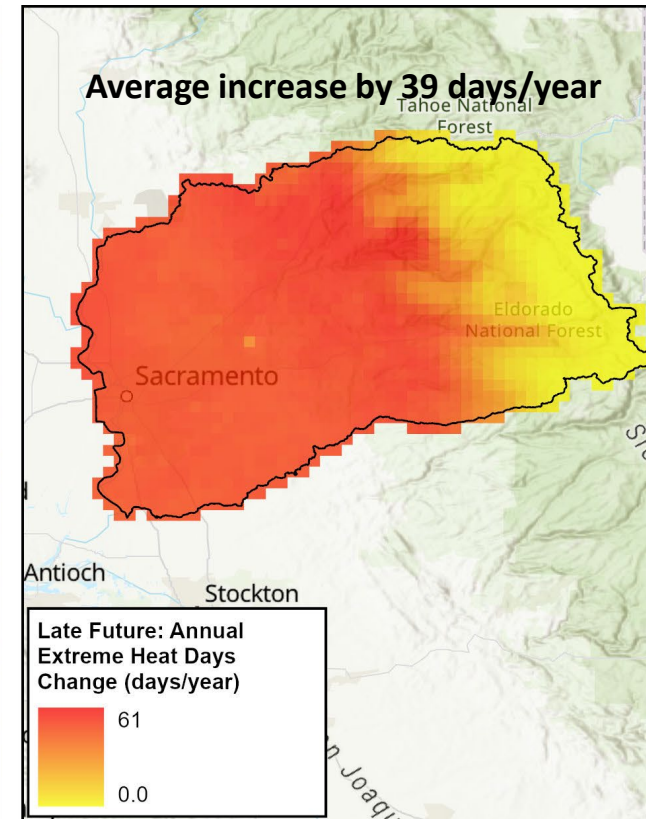 Average increase by 39 days/year
Tahoe National
Forest
Eldorado
National Forest
Sacramento
Antioch
Stockton
Late Future: Annual
Extreme Heat Days
Change (days/year)
61
0.0